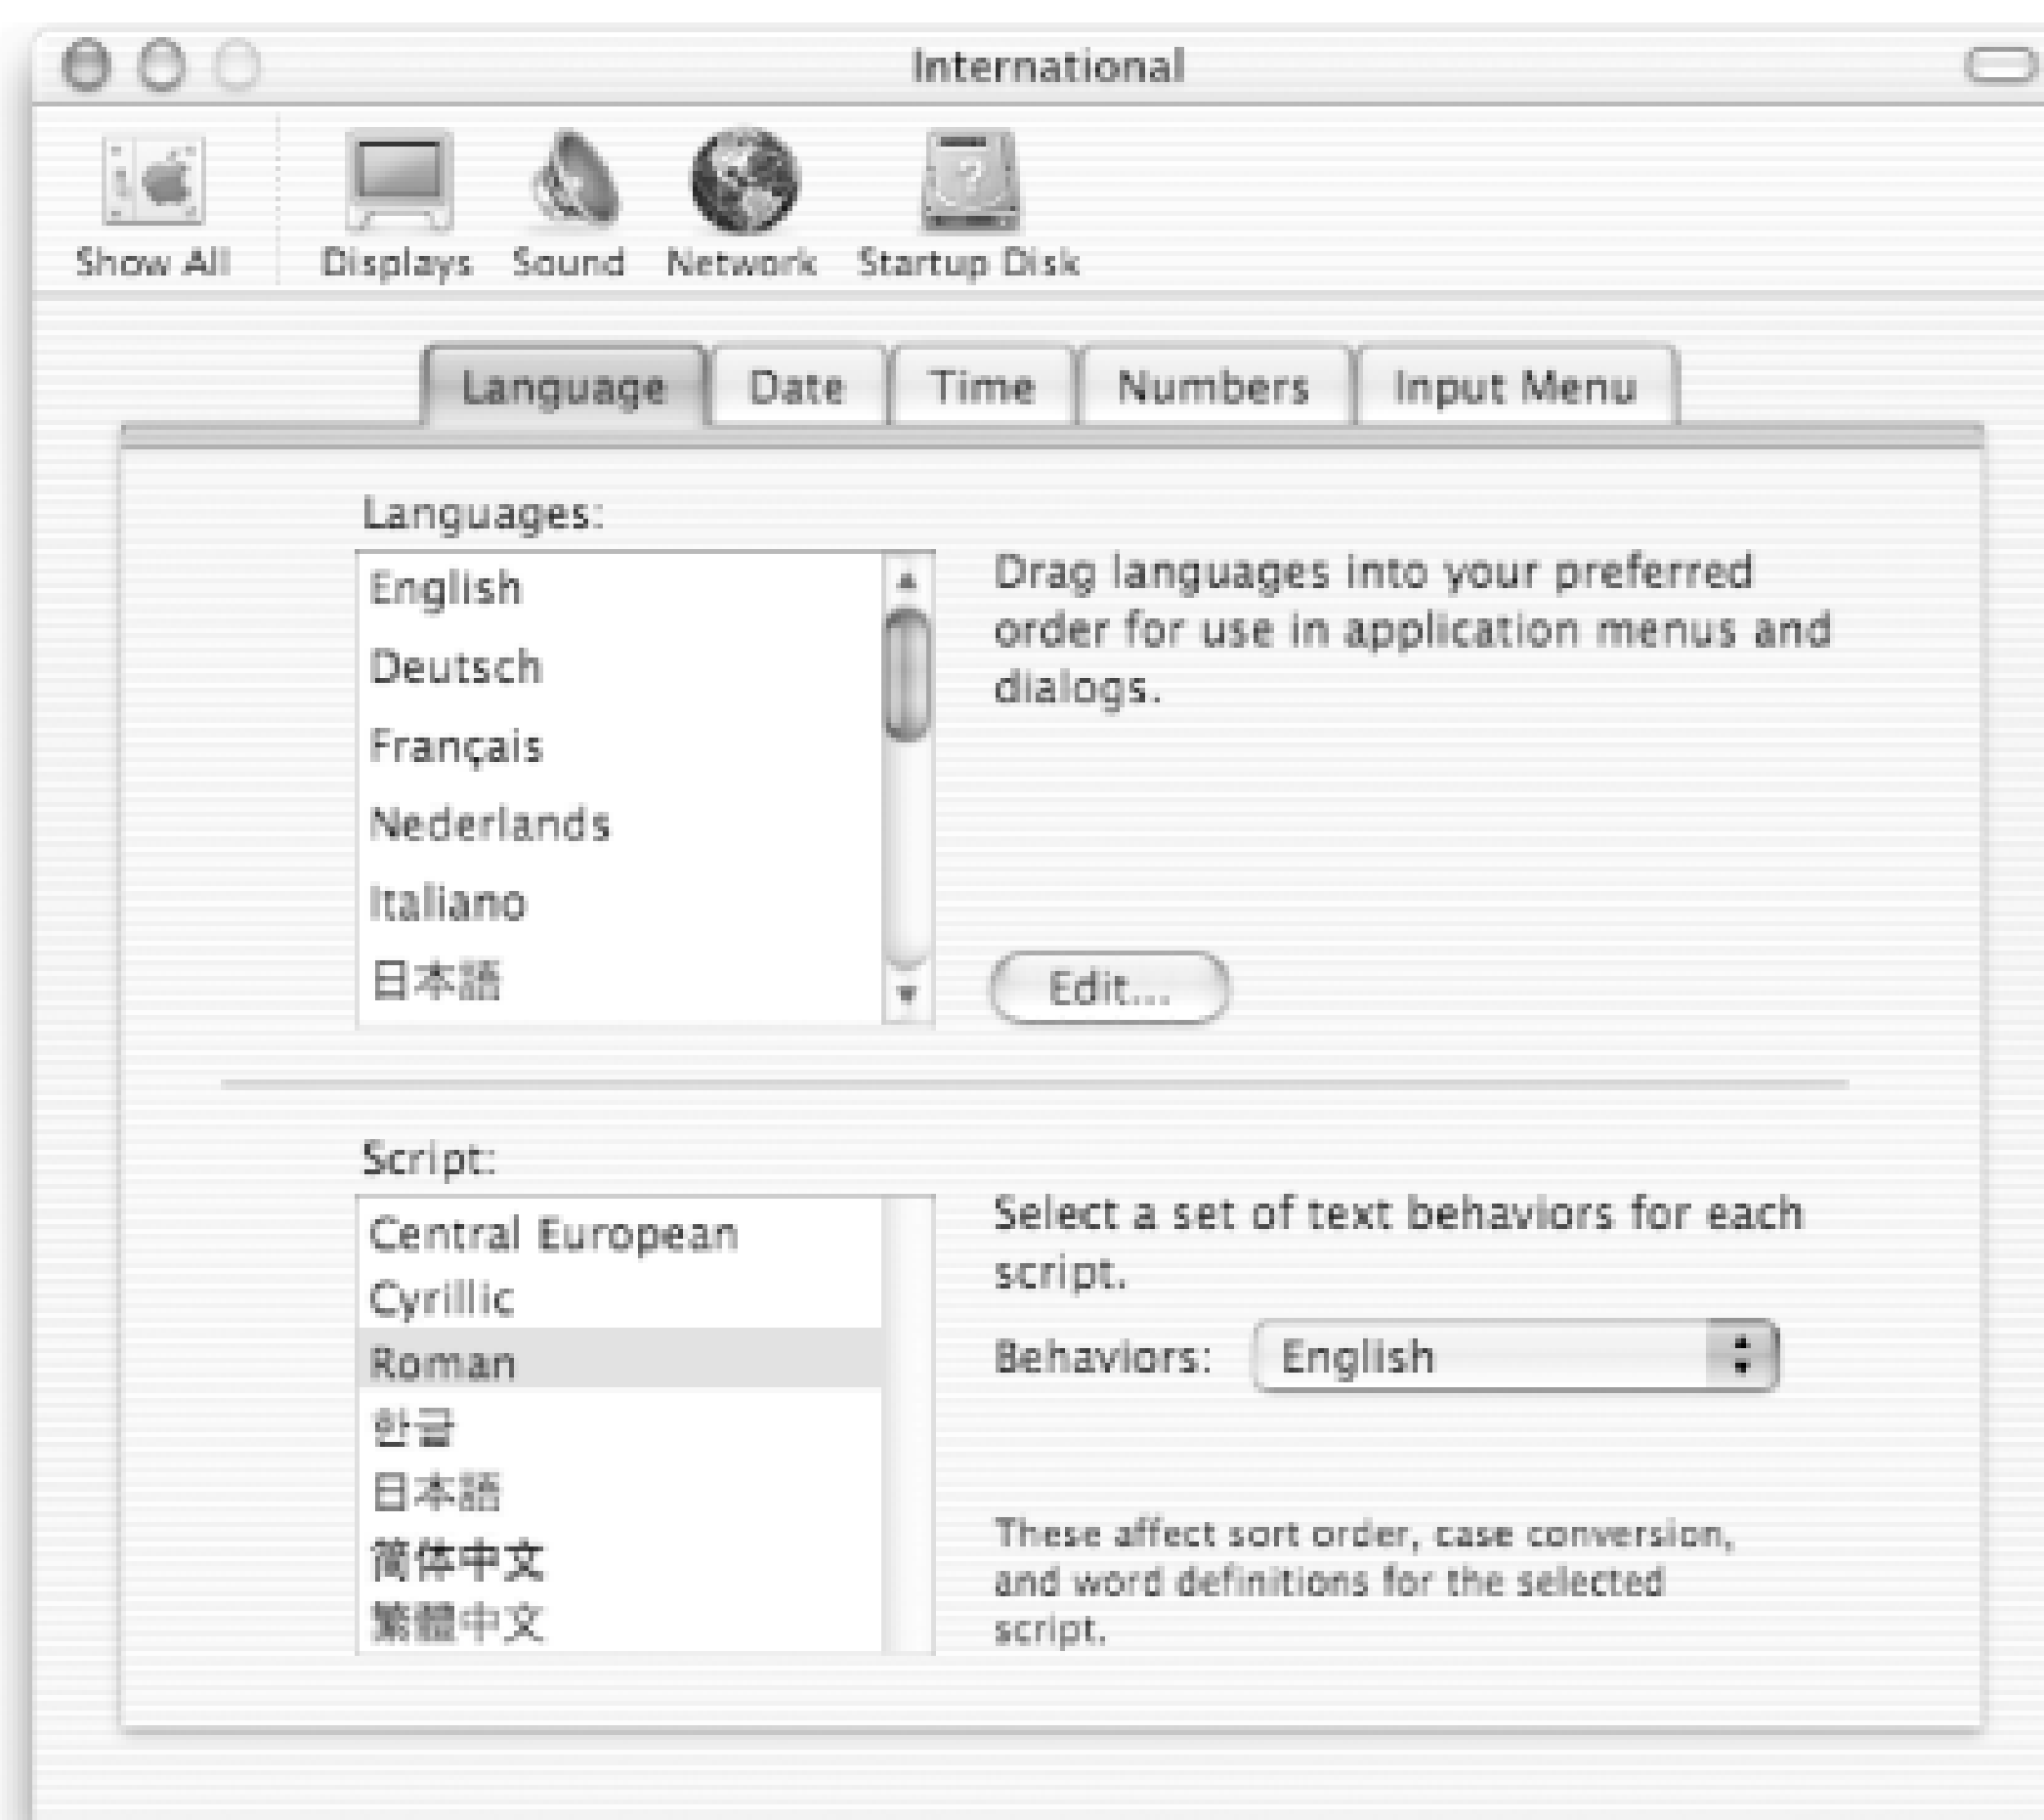 International
Show All Displays Sound Network Startup Disk
Language Date Time Numbers Input Menu
Languages:
English
Deutsch
Français
Nederlands
Italiano
日本語
Drag languages into your preferred
order for use in application menus and
dialogs.
Edit...
Script:
Central European
Cyrillic
Roman
한글
日本語
简体中文
繁體中文
Select a set of text behaviors for each
script.
Behaviors: English
These affect sort order, case conversion,
and word definitions for the selected
script.